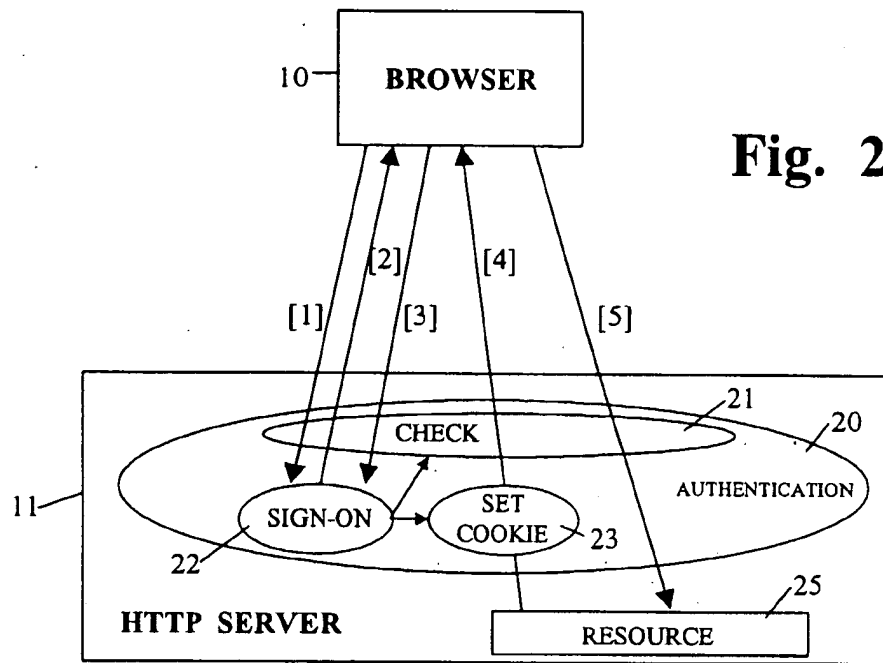 10
BROWSER
Fig. 2
[1]
[2]
[3]
[4]
[5]
21
20
CHECK
AUTHENTICATION
11
SIGN-ON
SET
COOKIE
22
23
25
HTTP SERVER
RESOURCE